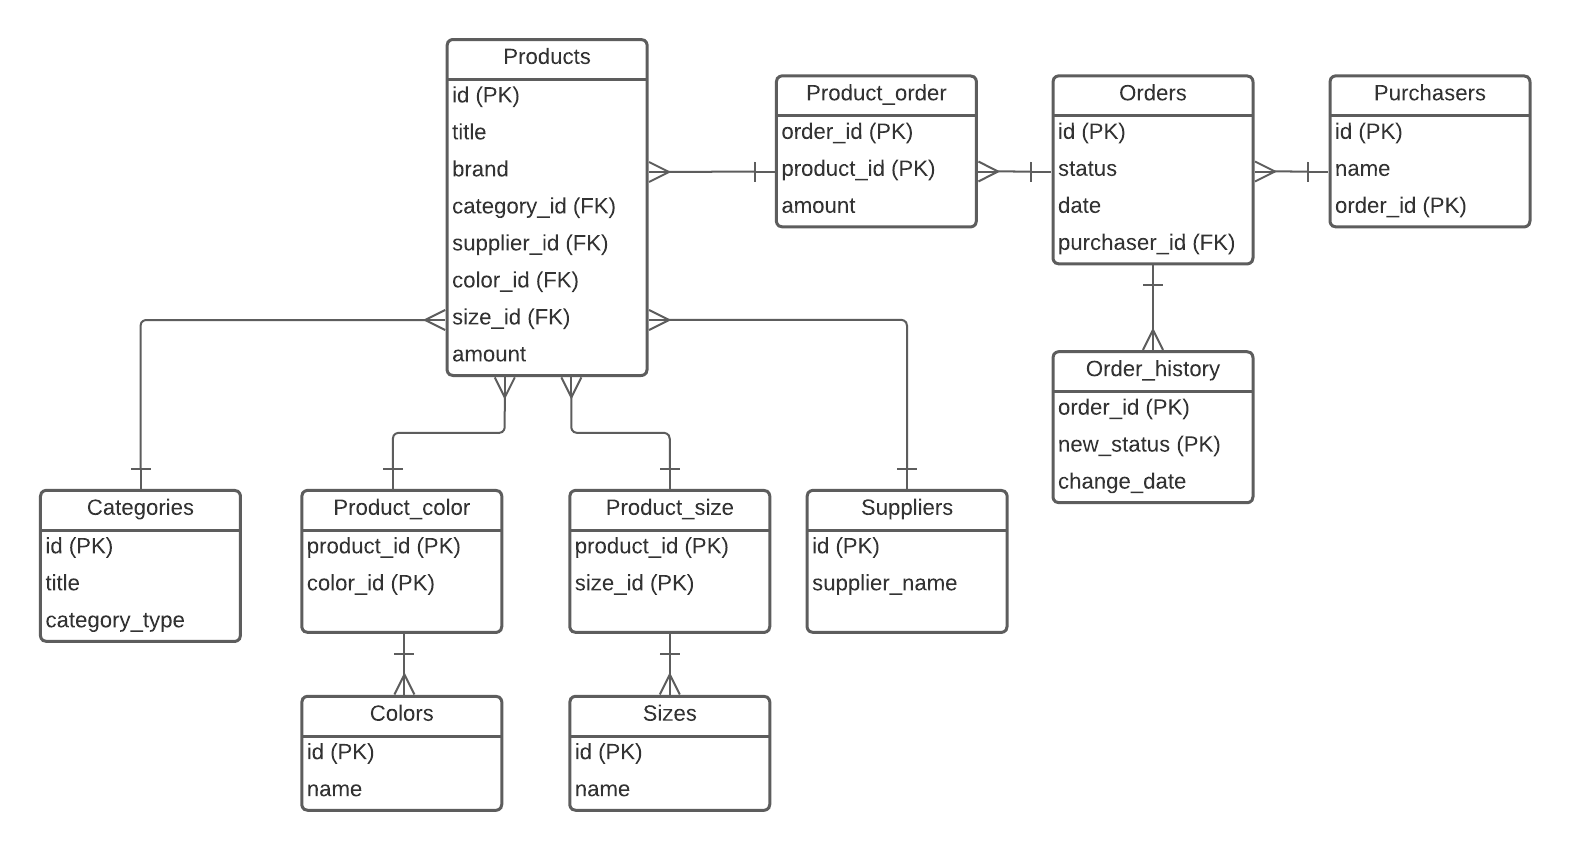 Products
id (PK)
title
brand
category_id (FK)
supplier_id (FK)
color_id (FK)
size_id (FK)
amount
Product_order
order_id (PK)
product_id (PK)
amount
Orders
id (PK)
status
date
purchaser_id (FK)
Purchasers
id (PK)
name
order_id (PK)
Order_history
order_id (PK)
new_status (PK)
change_date
Categories
id (PK)
title
category_type
Product_color
product_id (PK)
color_id (PK)
Product_size
product_id (PK)
size_id (PK)
Suppliers
id (PK)
supplier_name
Colors
id (PK)
name
Sizes
id (PK)
name